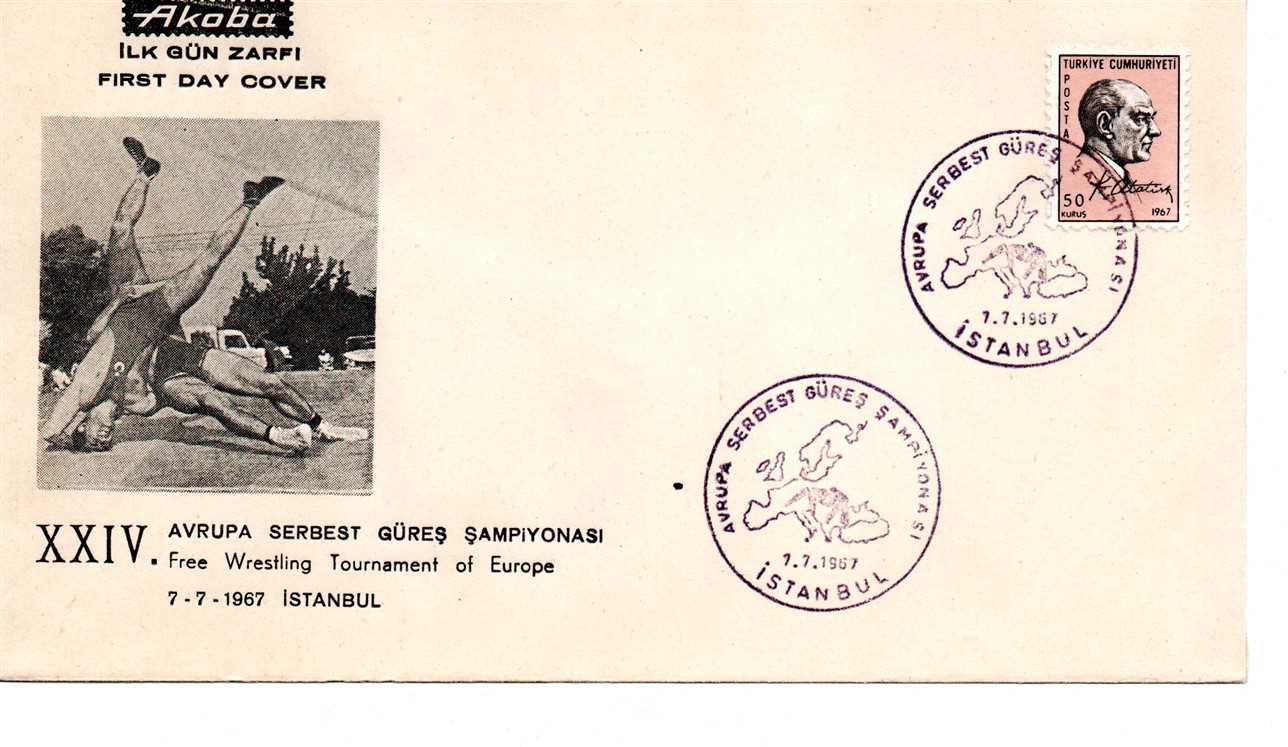 Akoba
İLK GÜN ZARFI
FIRST DAY COVER
TÜRKİYE CUMHURİYETİ
POSTA
K. Atatürk
50
KURUŞ
1967
AVRUPA SERBEST GÜREŞ ŞAMPİYONASI
7.7.1967
İSTANBUL
AVRUPA SERBEST GÜREŞ ŞAMPİYONASI
7.7.1967
İSTANBUL
XXIV. AVRUPA SERBEST GÜREŞ ŞAMPİYONASI
Free Wrestling Tournament of Europe
7-7-1967 İSTANBUL